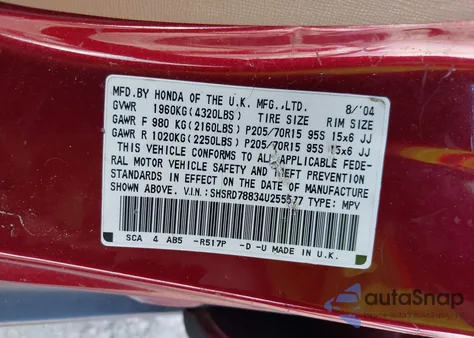 MFD.BY HONDA OF THE U.K. MFG.,LTD. 8/'04
GVWR 1960KG(4320LBS) TIRE SIZE RIM SIZE
GAWR F 980 KG(2160LBS) P205/70R15 95S 15x6 JJ
GAWR R 1020KG(2250LBS) P205/70R15 95S 15x6 JJ
THIS VEHICLE CONFORMS TO ALL APPLICABLE FEDE-
RAL MOTOR VEHICLE SAFETY AND THEFT PREVENTION
STANDARDS IN EFFECT ON THE DATE OF MANUFACTURE
SHOWN ABOVE. V.I.N.:SHSRD78834U255577 TYPE: MPV
SCA 4 AB5 -R517P -D -U MADE IN U.K.
autoSnap